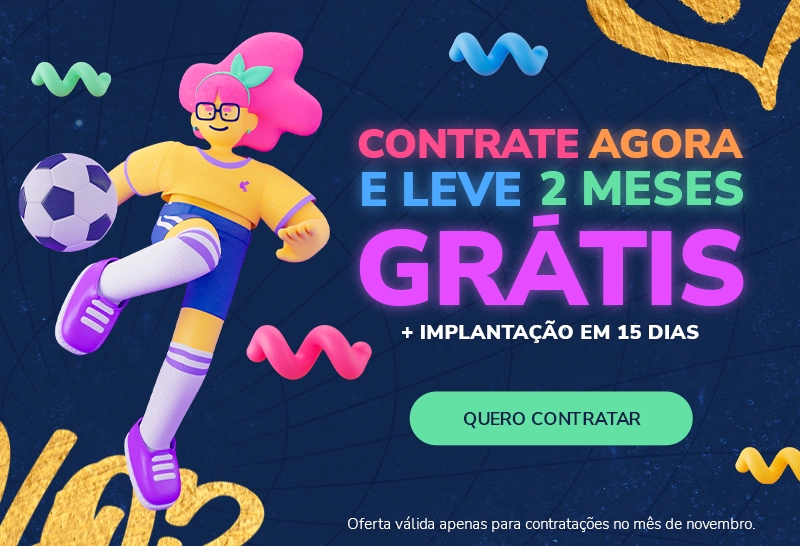 CONTRATE AGORA
E LEVE 2 MESES
GRÁTIS
+ IMPLANTAÇÃO EM 15 DIAS
QUERO CONTRATAR
Oferta válida apenas para contratações no mês de novembro.